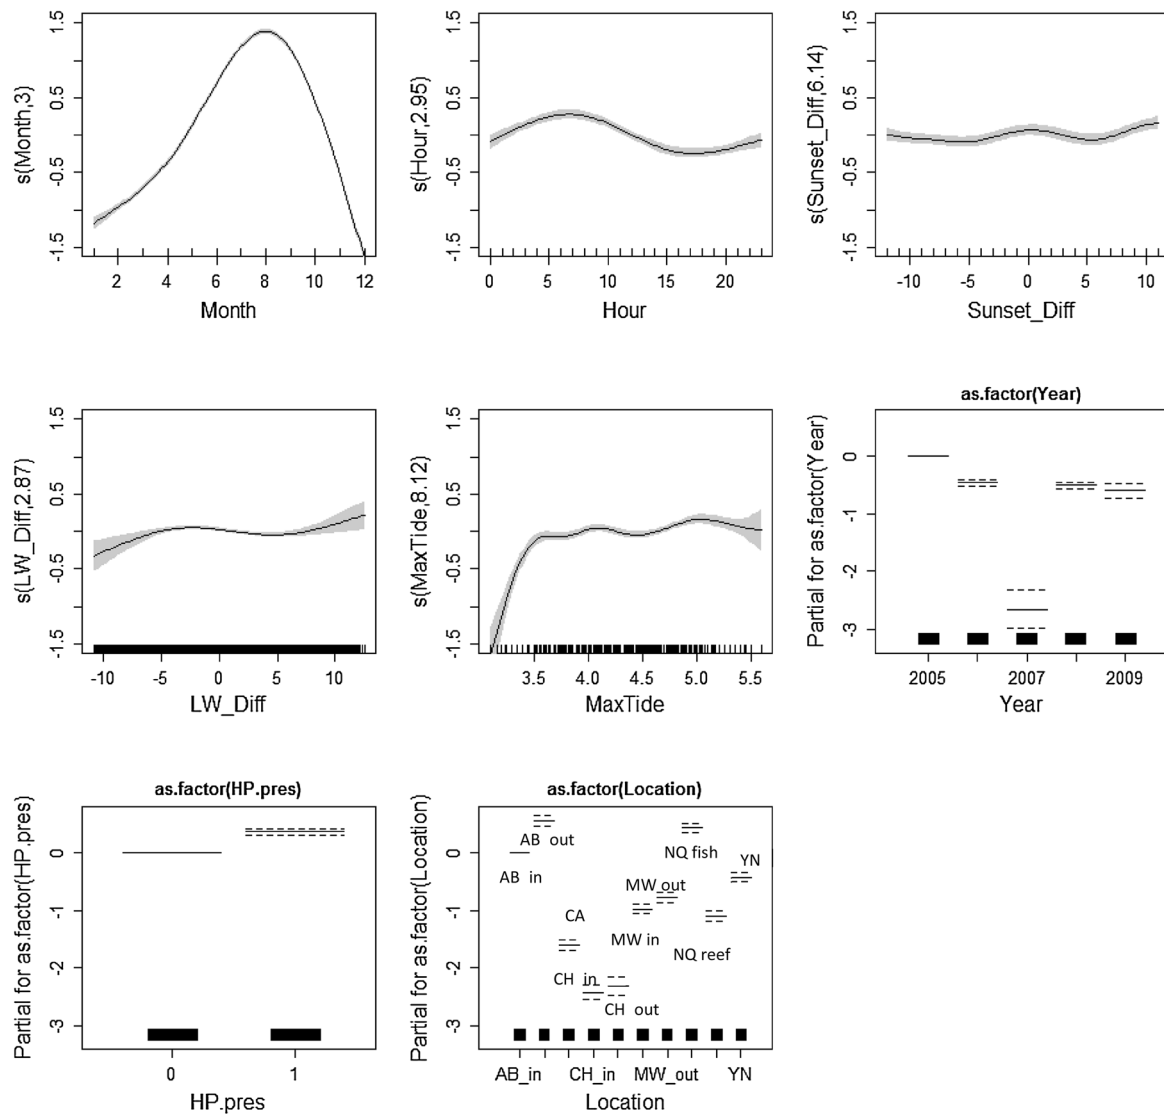 s(Month,3)
1.5
0.5
-0.5
-1.5
2 4 6 8 10 12
Month
s(Hour,2.95)
1.5
0.5
-0.5
-1.5
0 5 10 15 20
Hour
s(Sunset_Diff,6.14)
1.5
0.5
-0.5
-1.5
-10 -5 0 5 10
Sunset_Diff
s(LW_Diff,2.87)
1.5
0.5
-0.5
-1.5
-10 -5 0 5 10
LW_Diff
s(MaxTide,8.12)
1.5
0.5
-0.5
-1.5
3.5 4.0 4.5 5.0 5.5
MaxTide
as.factor(Year)
Partial for as.factor(Year)
0
-1
-2
-3
2005 2007 2009
Year
as.factor(HP.pres)
Partial for as.factor(HP.pres)
0
-1
-2
-3
0 1
HP.pres
as.factor(Location)
Partial for as.factor(Location)
0
-1
-2
-3
AB out
NQ fish
YN
AB in
MW out
CA
MW in
NQ reef
CH in
CH out
AB_in CH_in MW_out YN
Location